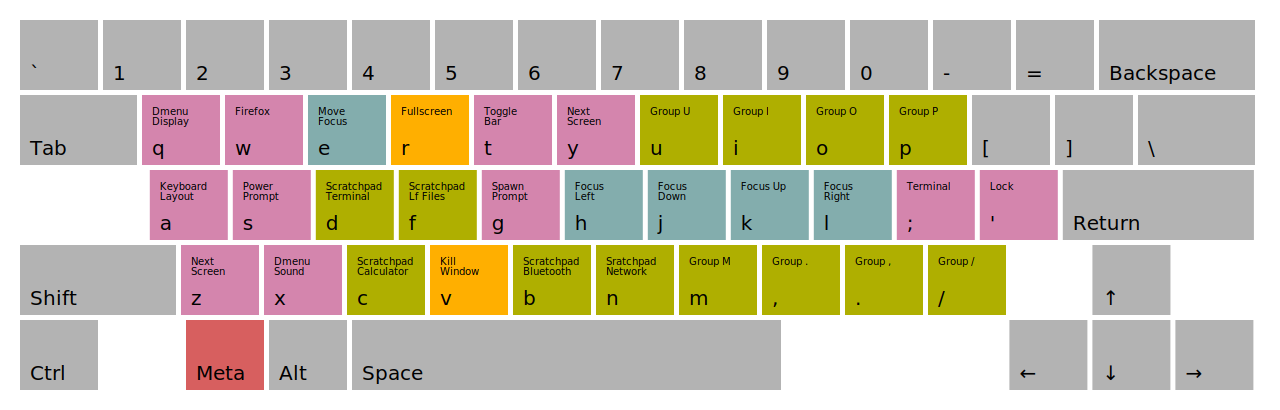 ` 1 2 3 4 5 6 7 8 9 0 - = Backspace
Tab
Dmenu
Display
q
Firefox
w
Move
Focus
e
Fullscreen
r
Toggle
Bar
t
Next
Screen
y
Group U
u
Group I
i
Group O
o
Group P
p
[ ] \
Keyboard
Layout
a
Power
Prompt
s
Scratchpad
Terminal
d
Scratchpad
Lf Files
f
Spawn
Prompt
g
Focus
Left
h
Focus
Down
j
Focus Up
k
Focus
Right
l
Terminal
;
Lock
'
Return
Shift
Next
Screen
z
Dmenu
Sound
x
Scratchpad
Calculator
c
Kill
Window
v
Scratchpad
Bluetooth
b
Sratchpad
Network
n
Group M
m
Group .
,
Group ,
.
Group /
/
↑
Ctrl
Meta
Alt
Space
← ↓ →